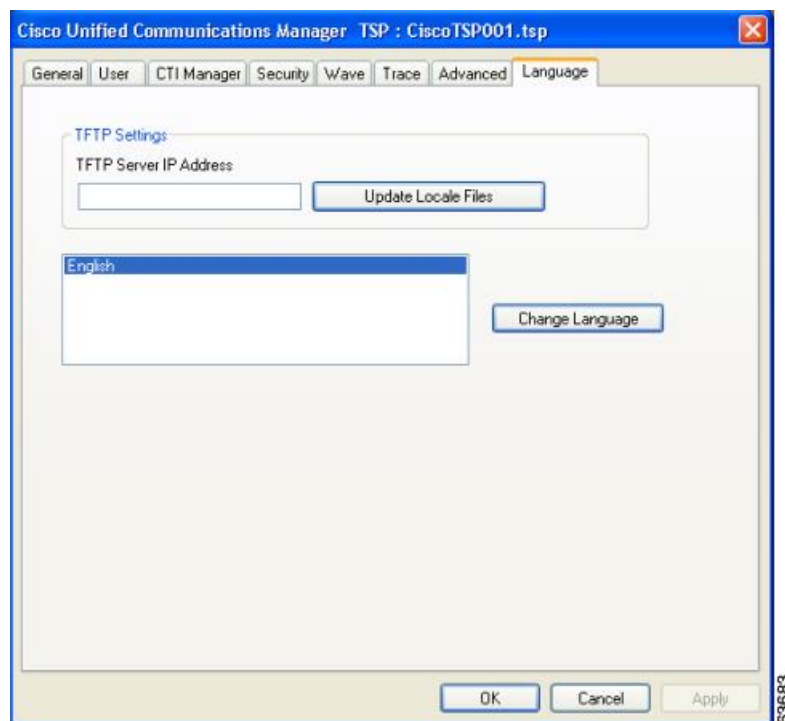 Cisco Unified Communications Manager TSP : CiscoTSP001.tsp
General User CTI Manager Security Wave Trace Advanced Language
TFTP Settings
TFTP Server IP Address
Update Locale Files
English
Change Language
OK Cancel Apply